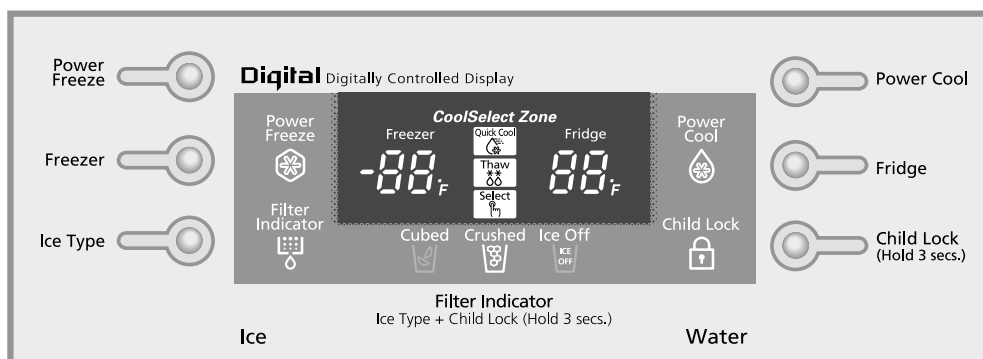 Power
Freeze
Freezer
Ice Type
Digital Digitally Controlled Display
Power
Freeze
Filter
Indicator
CoolSelect Zone
Freezer
-88°F
Quick Cool
Thaw
Select
Fridge
88°F
Power
Cool
Child Lock
Cubed
Crushed
Ice Off
ICE
OFF
Filter Indicator
Ice Type + Child Lock (Hold 3 secs.)
Ice
Water
Power Cool
Fridge
Child Lock
(Hold 3 secs.)